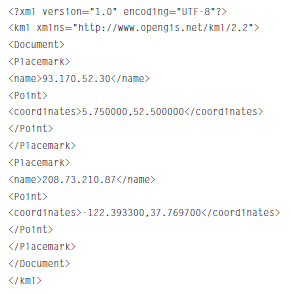 <?xml version="1.0" encoding="UTF-8"?>
<kml xmlns="http://www.opengis.net/kml/2.2">
<Document>
<Placemark>
<name>93.170.52.30</name>
<Point>
<coordinates>5.750000,52.500000</coordinates>
</Point>
</Placemark>
<Placemark>
<name>208.73.210.87</name>
<Point>
<coordinates>-122.393300,37.769700</coordinates>
</Point>
</Placemark>
</Document>
</kml>